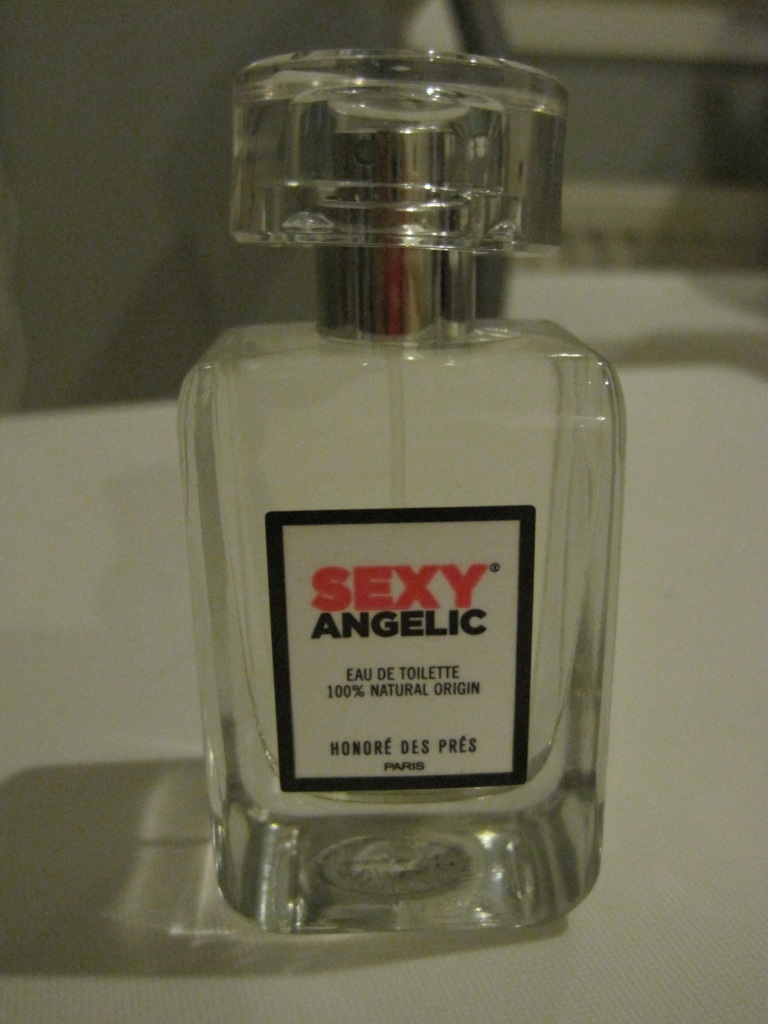 SEXY®
ANGELIC
EAU DE TOILETTE
100% NATURAL ORIGIN
HONORÉ DES PRÉS
PARIS